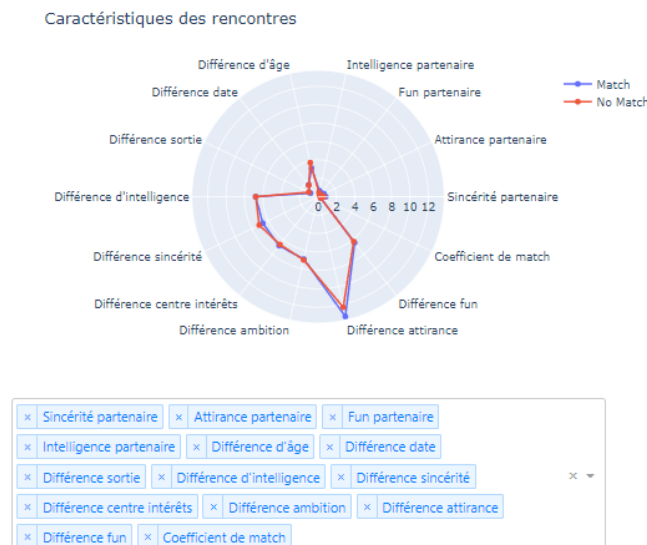 Caractéristiques des rencontres
Différence d'âge
Intelligence partenaire
Match
Différence date
Fun partenaire
No Match
Différence sortie
Attirance partenaire
Différence d'intelligence
Sincérité partenaire
0 2 4 6 8 10 12
Différence sincérité
Coefficient de match
Différence centre intérêts
Différence fun
Différence ambition
Différence attirance
× Sincérité partenaire × Attirance partenaire × Fun partenaire
× Intelligence partenaire × Différence d'âge × Différence date
× Différence sortie × Différence d'intelligence × Différence sincérité ×
× Différence centre intérêts × Différence ambition × Différence attirance
× Différence fun × Coefficient de match